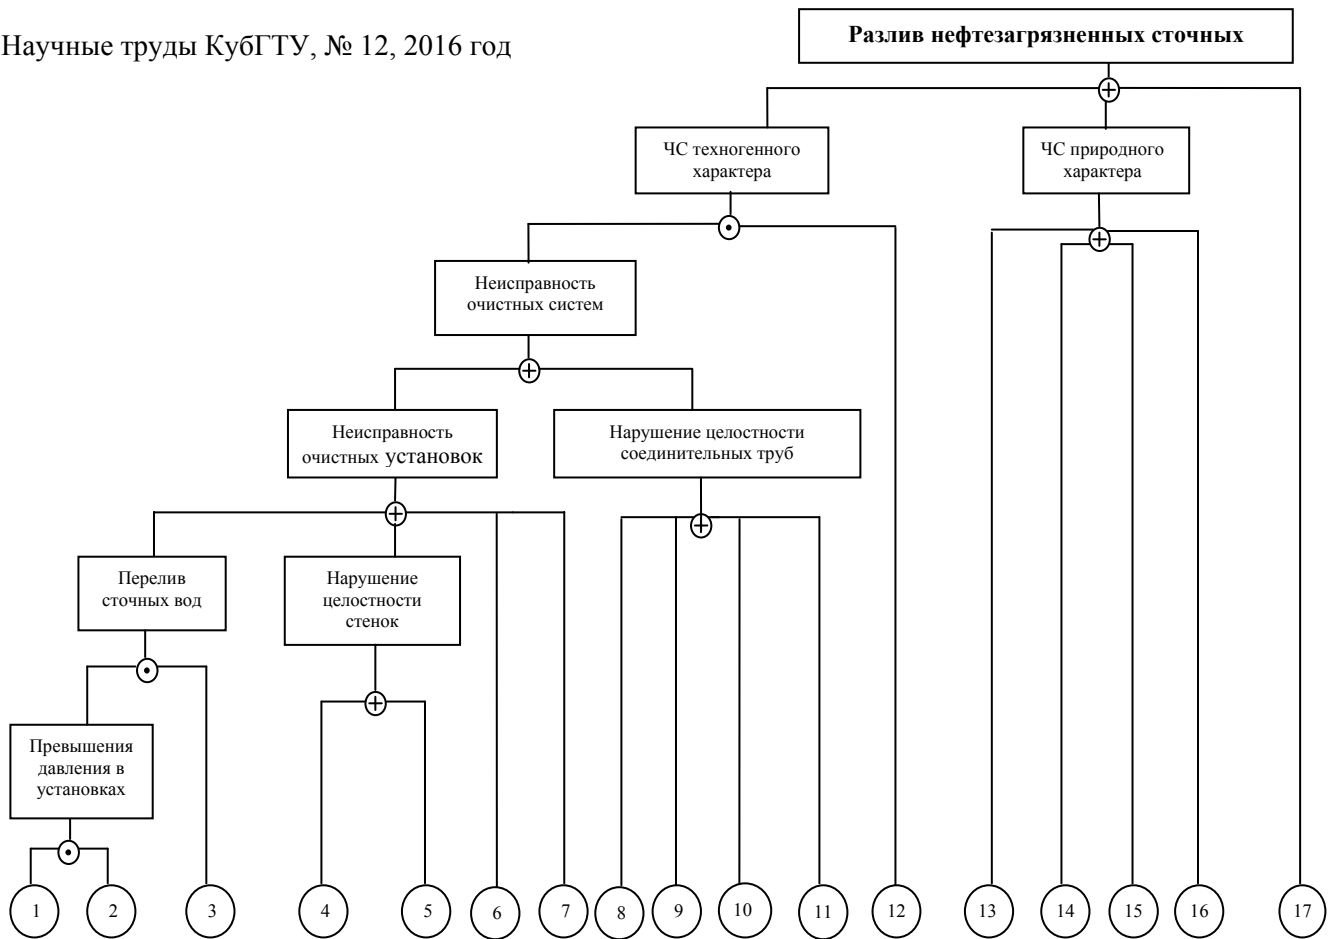 Научные труды КубГТУ, № 12, 2016 год
Разлив нефтезагрязненных сточных
ЧС техногенного
характера
ЧС природного
характера
Неисправность
очистных систем
Неисправность
очистных установок
Нарушение целостности
соединительных труб
Перелив
сточных вод
Нарушение
целостности
стенок
Превышения
давления в
установках
1 2 3 4 5 6 7 8 9 10 11 12 13 14 15 16 17